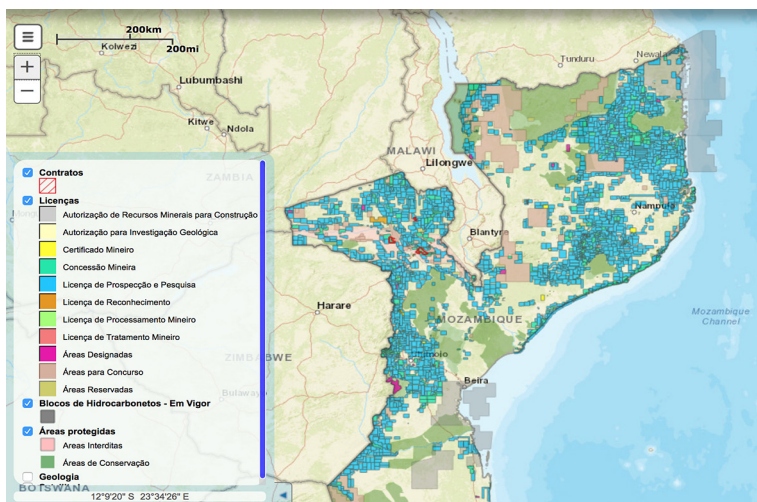 200km
200mi
Kolwezi
Lubumbashi
Kitwe
Ndola
Tunduru
Newala
MALAWI
Lilongwe
ZAMBIA
Nampula
Blantyr
Harare
MOZAMBIQUE
Mozambique
Channel
ZIMBABWE
Beira
Bulawayo
BOTSWANA
+
−
Contratos
Licenças
Autorização de Recursos Minerais para Construção
Autorização para Investigação Geológica
Certificado Mineiro
Concessão Mineira
Licença de Prospecção e Pesquisa
Licença de Reconhecimento
Licença de Processamento Mineiro
Licença de Tratamento Mineiro
Áreas Designadas
Áreas para Concurso
Áreas Reservadas
Blocos de Hidrocarbonetos - Em Vigor
Áreas protegidas
Areas Interditas
Áreas de Conservação
Geologia
12°9'20" S 23°34'26" E